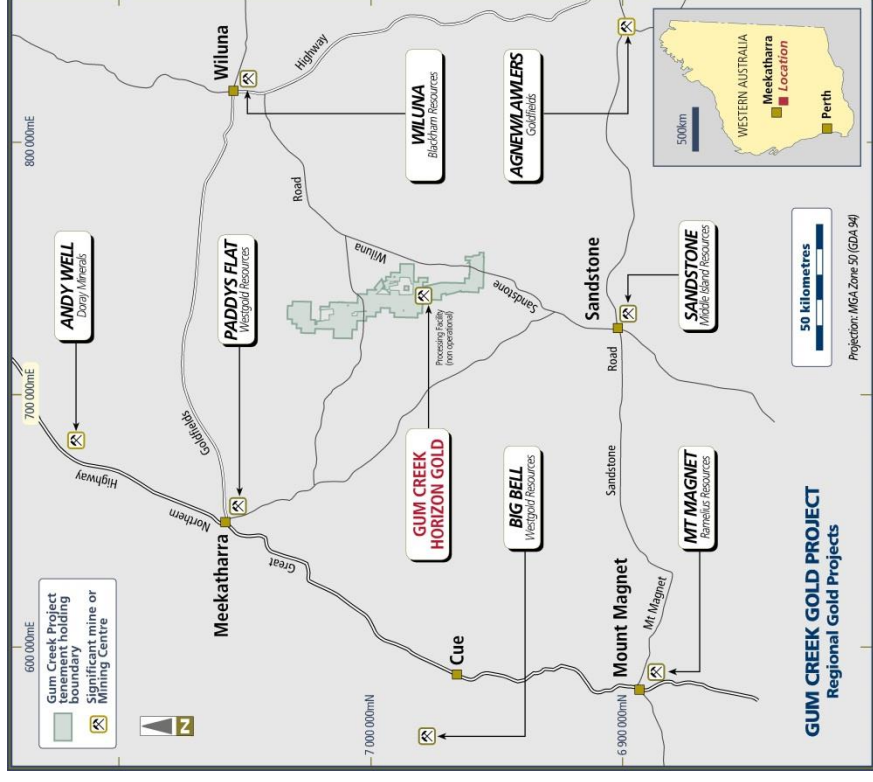 Gum Creek Project
tenement holding
boundary
Significant mine or
Mining Centre
N
600 000mE
700 000mE
800 000mE
7 000 000mN
6 900 000mN
ANDY WELL
Doray Minerals
Highway
Northern
Great
Goldfields
Highway
Wiluna
Meekatharra
PADDYS FLAT
Westgold Resources
WILUNA
Blackham Resources
Road
Wiluna
Sandstone
Processing Facility
(non operational)
GUM CREEK
HORIZON GOLD
Cue
BIG BELL
Westgold Resources
AGNEW/LAWLERS
Goldfields
Sandstone
Road
Sandstone
Mt Magnet
Mount Magnet
MT MAGNET
Ramelius Resources
SANDSTONE
Middle Island Resources
GUM CREEK GOLD PROJECT
Regional Gold Projects
50 kilometres
Projection: MGA Zone 50 (GDA 94)
500km
WESTERN AUSTRALIA
Meekatharra
Location
Perth